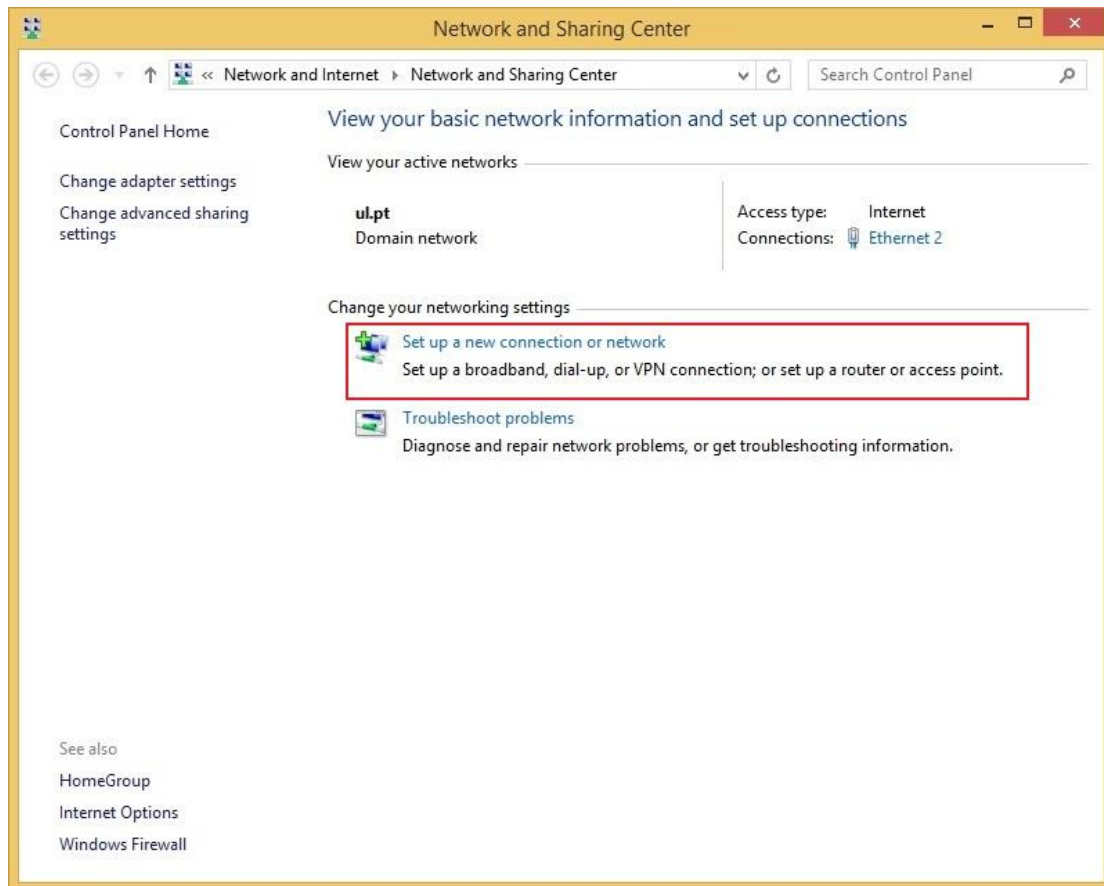 Network and Sharing Center
« Network and Internet Network and Sharing Center
Search Control Panel
Control Panel Home
Change adapter settings
Change advanced sharing
settings
View your basic network information and set up connections
View your active networks
ul.pt
Domain network
Access type: Internet
Connections: Ethernet 2
Change your networking settings
Set up a new connection or network
Set up a broadband, dial-up, or VPN connection; or set up a router or access point.
Troubleshoot problems
Diagnose and repair network problems, or get troubleshooting information.
See also
HomeGroup
Internet Options
Windows Firewall